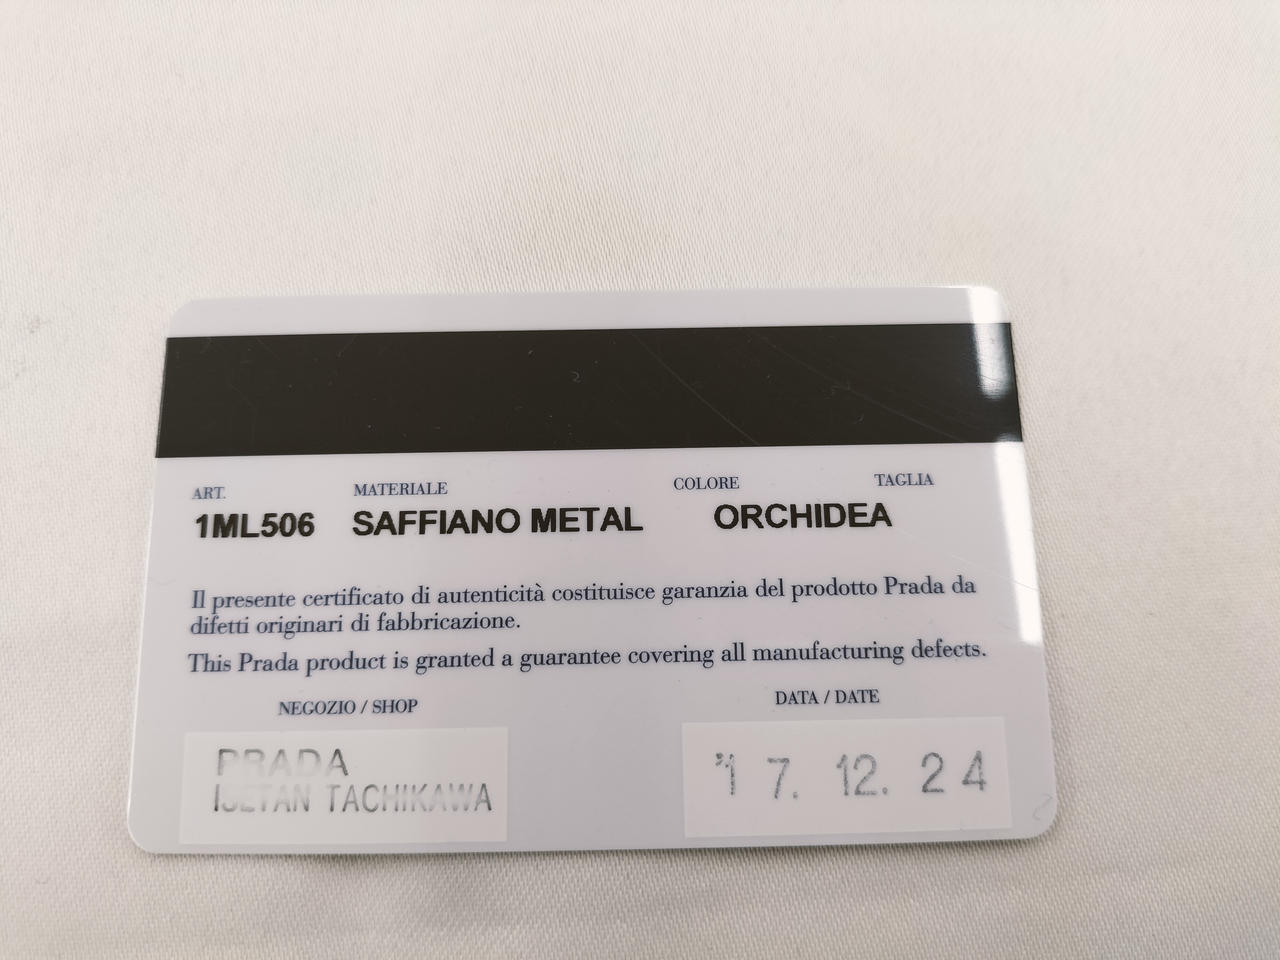 ART. MATERIALE COLORE TAGLIA
1ML506 SAFFIANO METAL ORCHIDEA
Il presente certificato di autenticità costituisce garanzia del prodotto Prada da
difetti originari di fabbricazione.
This Prada product is granted a guarantee covering all manufacturing defects.
NEGOZIO / SHOP DATA / DATE
PRADA
ISETAN TACHIKAWA
'17. 12. 24